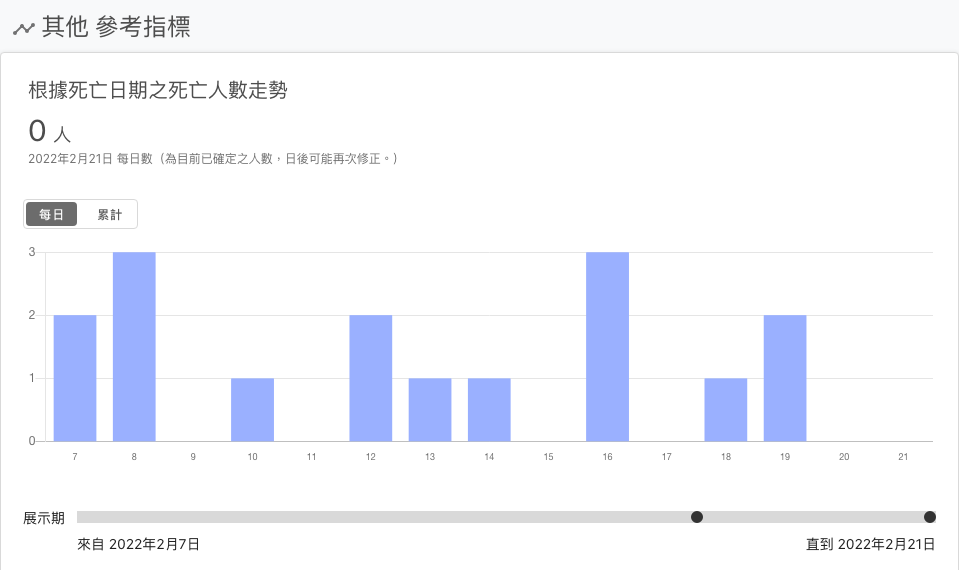 其他 參考指標
根據死亡日期之死亡人數走勢
0 人
2022年2月21日 每日數（為目前已確定之人數，日後可能再次修正。）
每日 累計
3
2
1
0
7 8 9 10 11 12 13 14 15 16 17 18 19 20 21
展示期
來自 2022年2月7日 直到 2022年2月21日